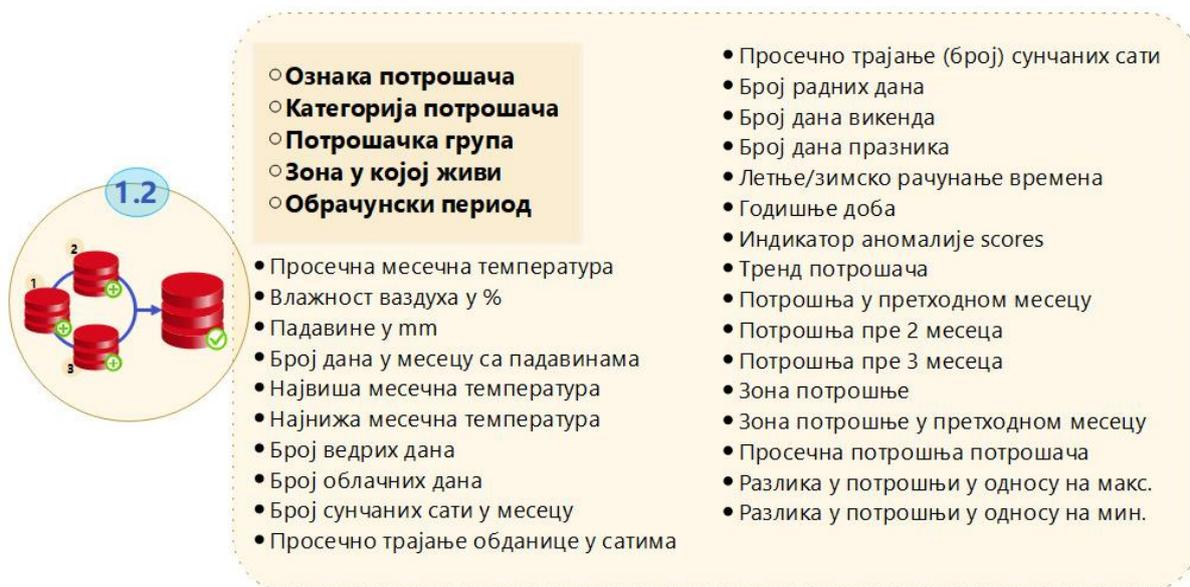 1.2
1
2
3
Ознака потрошача
Категорија потрошача
Потрошачка група
Зона у којој живи
Обрачунски период
Просечна месечна температура
Влажност ваздуха у %
Падавине у mm
Број дана у месецу са падавинама
Највиша месечна температура
Најнижа месечна температура
Број ведрих дана
Број облачних дана
Број сунчаних сати у месецу
Просечно трајање обданице у сатима
Просечно трајање (број) сунчаних сати
Број радних дана
Број дана викенда
Број дана празника
Летње/зимско рачунање времена
Годишње доба
Индикатор аномалије scores
Тренд потрошача
Потрошња у претходном месецу
Потрошња пре 2 месеца
Потрошња пре 3 месеца
Зона потрошње
Зона потрошње у претходном месецу
Просечна потрошња потрошача
Разлика у потрошњи у односу на макс.
Разлика у потрошњи у односу на мин.